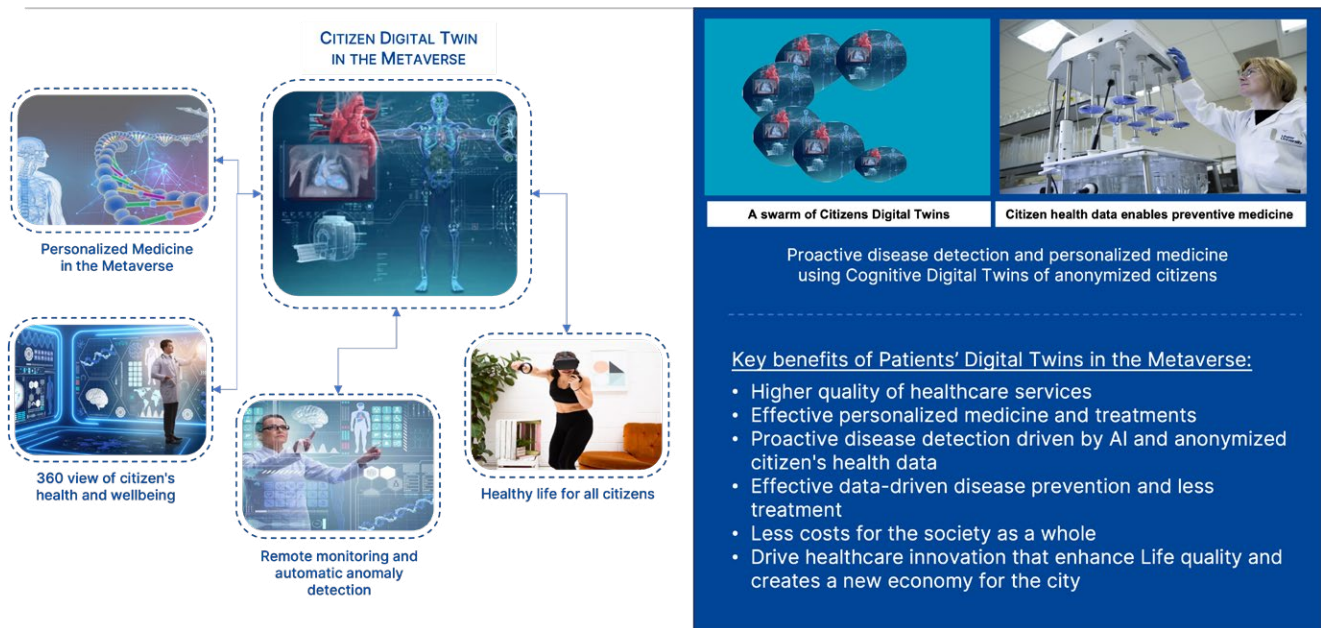 CITIZEN DIGITAL TWIN
IN THE METAVERSE
Personalized Medicine
in the Metaverse
360 view of citizen's
health and wellbeing
Remote monitoring and
automatic anomaly
detection
Healthy life for all citizens
A swarm of Citizens Digital Twins
Citizen health data enables preventive medicine
Proactive disease detection and personalized medicine
using Cognitive Digital Twins of anonymized citizens
Key benefits of Patients' Digital Twins in the Metaverse:
• Higher quality of healthcare services
• Effective personalized medicine and treatments
• Proactive disease detection driven by AI and anonymized
citizen's health data
• Effective data-driven disease prevention and less
treatment
• Less costs for the society as a whole
• Drive healthcare innovation that enhance Life quality and
creates a new economy for the city